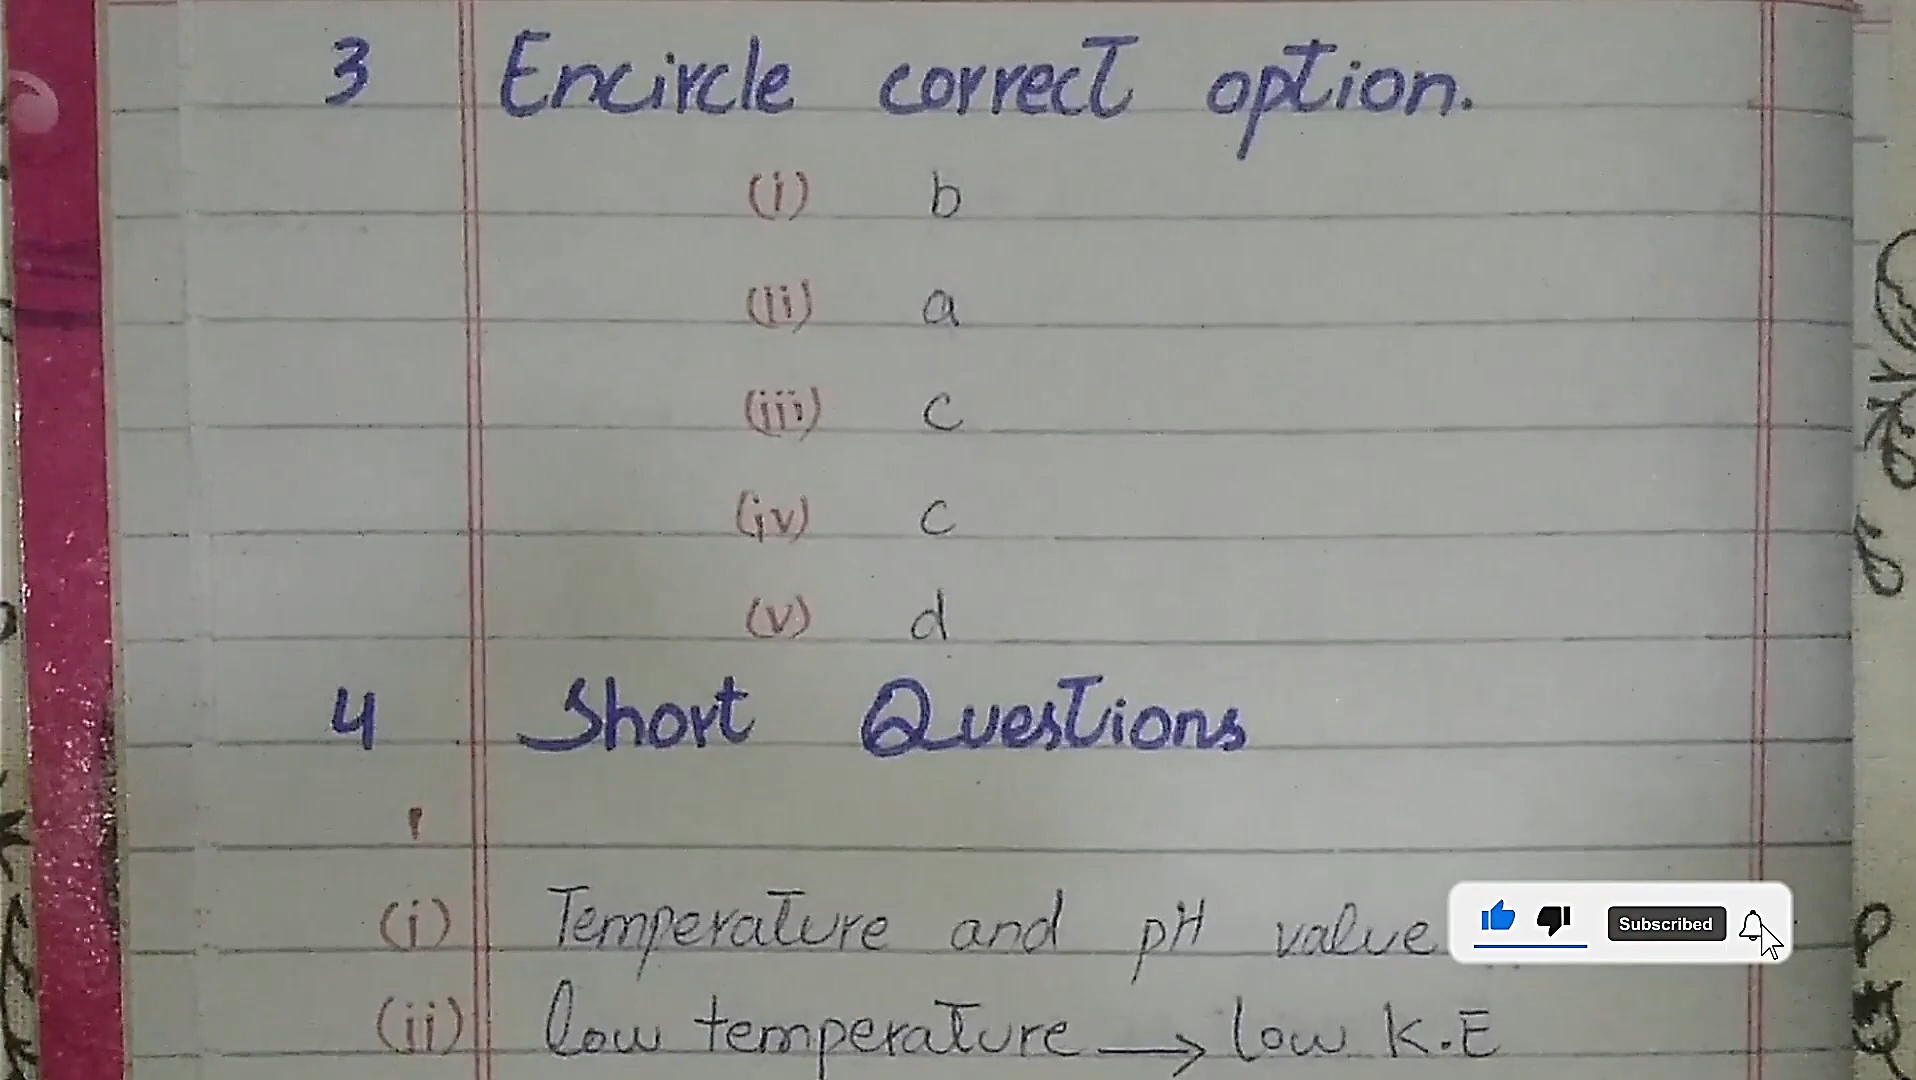 3 Encircle correct option.
(i) b
(ii) a
(iii) c
(iv) c
(v) d
4 Short Questions
(i) Temperature and pH value
Subscribed
(ii) low temperature → low K.E